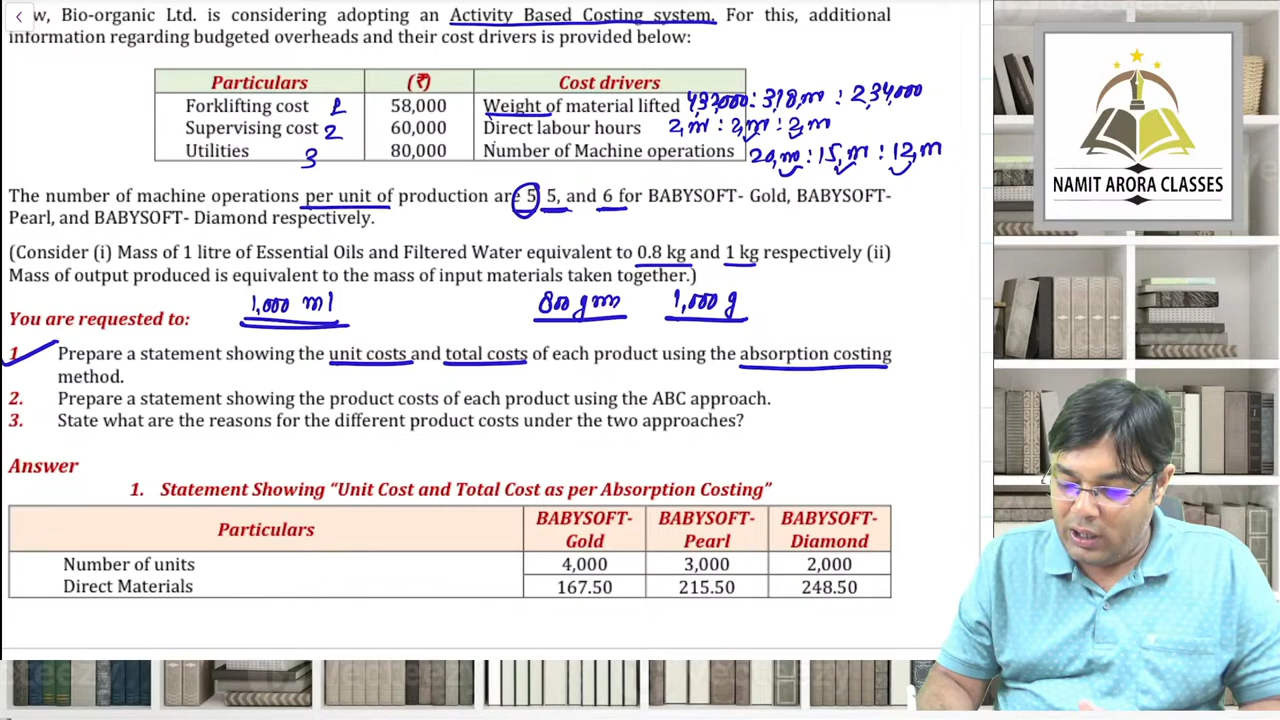 w, Bio-organic Ltd. is considering adopting an Activity Based Costing system. For this, additional
information regarding budgeted overheads and their cost drivers is provided below:
Particulars (₹) Cost drivers
Forklifting cost 1 58,000 Weight of material lifted
Supervising cost 2 60,000 Direct labour hours
Utilities 3 80,000 Number of Machine operations
The number of machine operations per unit of production are 5 5, and 6 for BABYSOFT- Gold, BABYSOFT-
Pearl, and BABYSOFT- Diamond respectively.
(Consider (i) Mass of 1 litre of Essential Oils and Filtered Water equivalent to 0.8 kg and 1 kg respectively (ii)
Mass of output produced is equivalent to the mass of input materials taken together.)
1,000 ml 800 gm 1,000 g
You are requested to:
1 Prepare a statement showing the unit costs and total costs of each product using the absorption costing
method.
2. Prepare a statement showing the product costs of each product using the ABC approach.
3. State what are the reasons for the different product costs under the two approaches?
Answer
1. Statement Showing “Unit Cost and Total Cost as per Absorption Costing”
Particulars BABYSOFT- Gold BABYSOFT- Pearl BABYSOFT- Diamond
Number of units 4,000 3,000 2,000
Direct Materials 167.50 215.50 248.50
NAMIT ARORA CLASSES